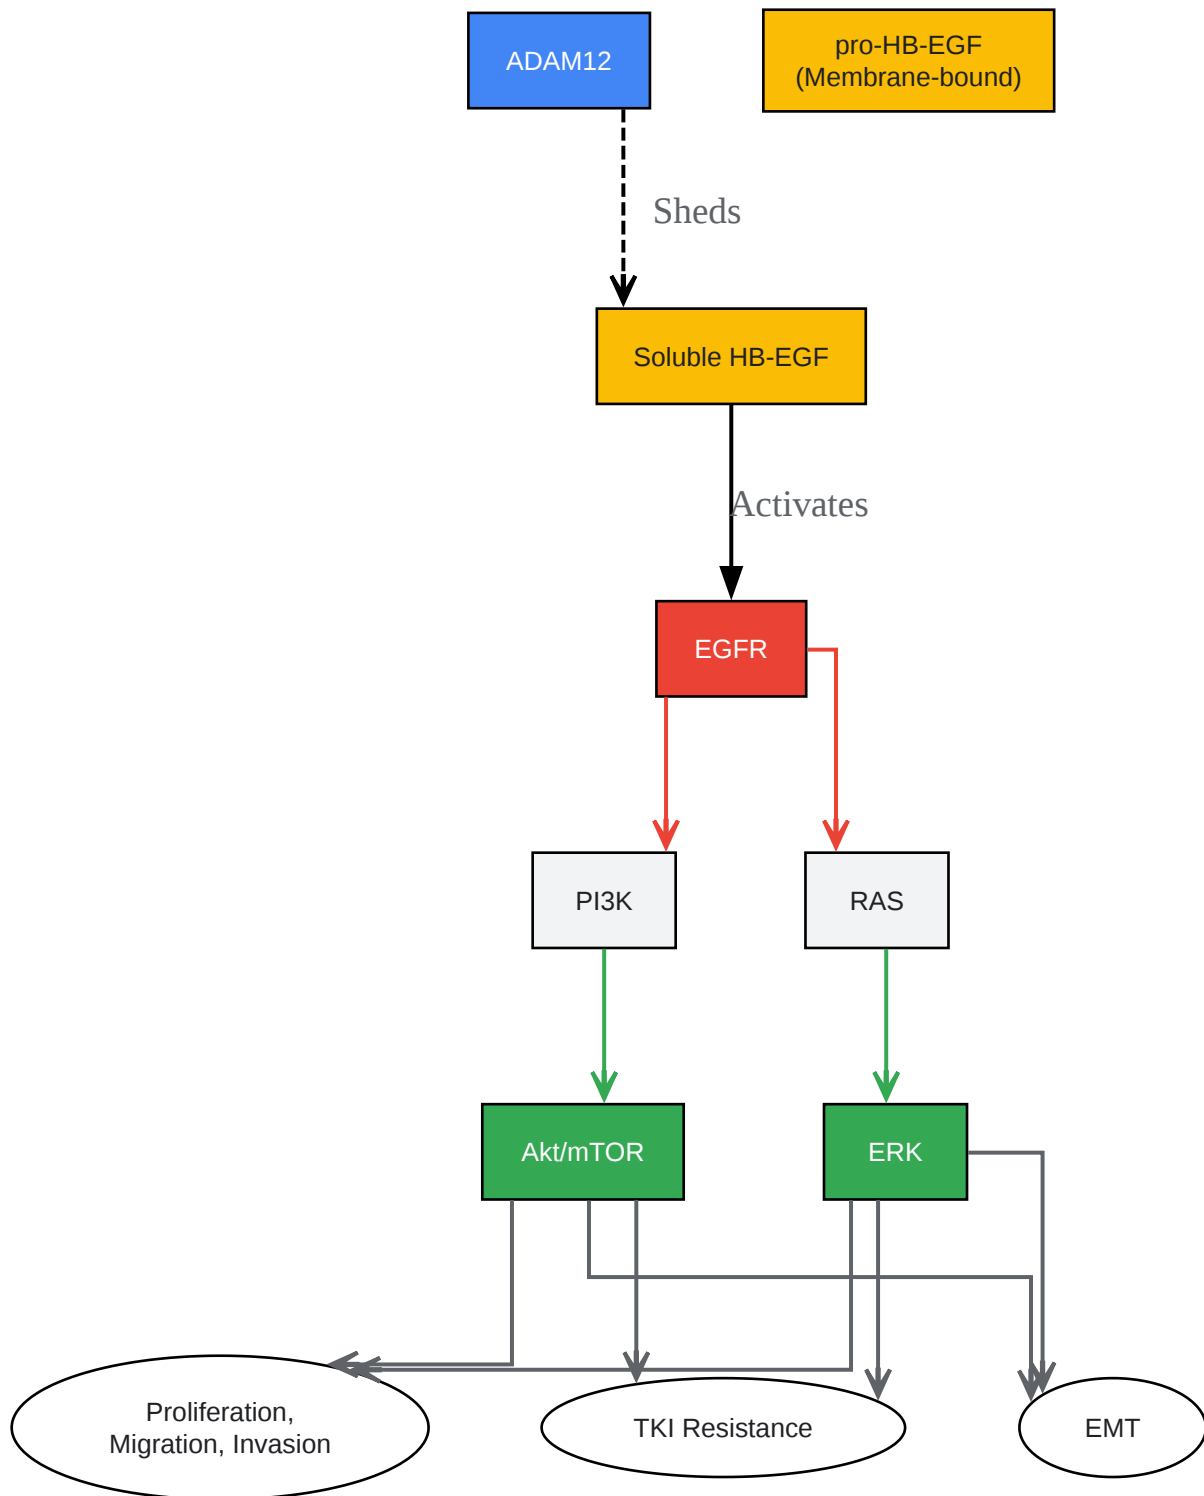 ADAM12
pro-HB-EGF
(Membrane-bound)
Sheds
Soluble HB-EGF
Activates
EGFR
PI3K
RAS
Akt/mTOR
ERK
Proliferation,
Migration, Invasion
TKI Resistance
EMT